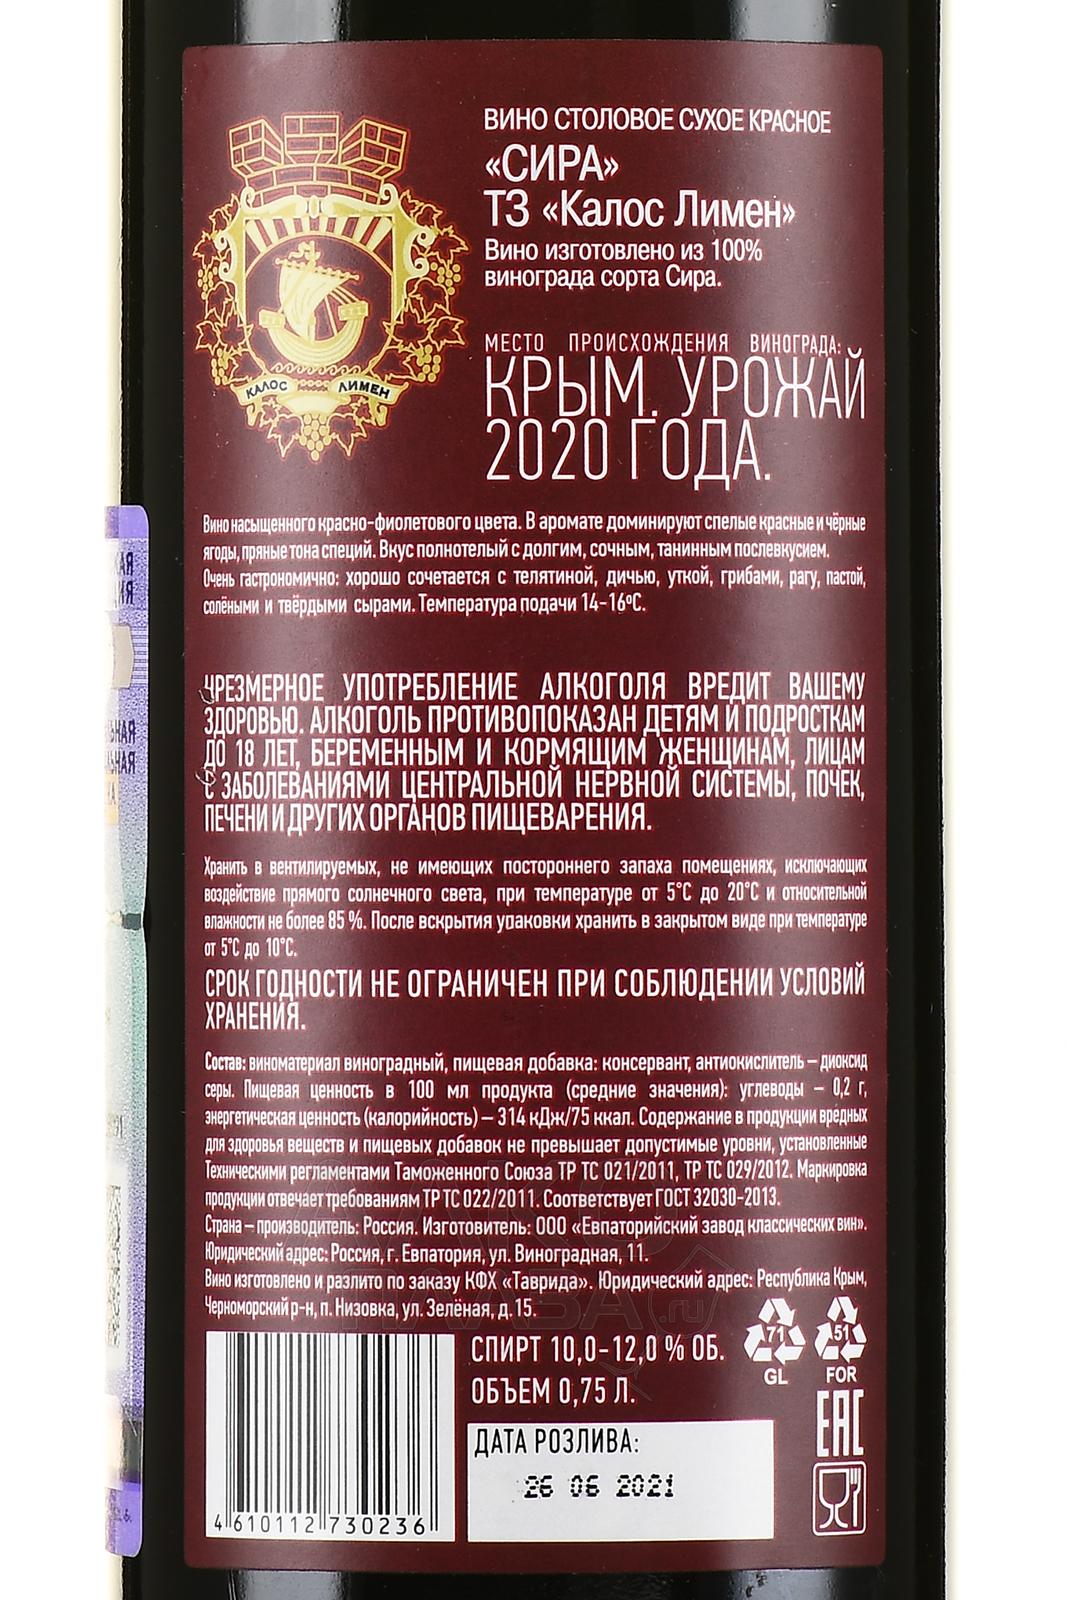 ВИНО СТОЛОВОЕ СУХОЕ КРАСНОЕ
«СИРА»
ТЗ «Калос Лимен»
Вино изготовлено из 100%
винограда сорта Сира.
КАЛОС ЛИМЕН
МЕСТО ПРОИСХОЖДЕНИЯ ВИНОГРАДА:
КРЫМ. УРОЖАЙ
2020 ГОДА.
Вино насыщенного красно-фиолетового цвета. В аромате доминируют спелые красные и чёрные
ягоды, пряные тона специй. Вкус полнотелый с долгим, сочным, танинным послевкусием.
Очень гастрономично: хорошо сочетается с телятиной, дичью, уткой, грибами, рагу, пастой,
солёными и твёрдыми сырами. Температура подачи 14-16ºС.
ЧРЕЗМЕРНОЕ УПОТРЕБЛЕНИЕ АЛКОГОЛЯ ВРЕДИТ ВАШЕМУ
ЗДОРОВЬЮ. АЛКОГОЛЬ ПРОТИВОПОКАЗАН ДЕТЯМ И ПОДРОСТКАМ
ДО 18 ЛЕТ, БЕРЕМЕННЫМ И КОРМЯЩИМ ЖЕНЩИНАМ, ЛИЦАМ
С ЗАБОЛЕВАНИЯМИ ЦЕНТРАЛЬНОЙ НЕРВНОЙ СИСТЕМЫ, ПОЧЕК,
ПЕЧЕНИ И ДРУГИХ ОРГАНОВ ПИЩЕВАРЕНИЯ.
Хранить в вентилируемых, не имеющих постороннего запаха помещениях, исключающих
воздействие прямого солнечного света, при температуре от 5°С до 20°С и относительной
влажности не более 85 %. После вскрытия упаковки хранить в закрытом виде при температуре
от 5°С до 10°С.
СРОК ГОДНОСТИ НЕ ОГРАНИЧЕН ПРИ СОБЛЮДЕНИИ УСЛОВИЙ
ХРАНЕНИЯ.
Состав: виноматериал виноградный, пищевая добавка: консервант, антиокислитель – диоксид
серы. Пищевая ценность в 100 мл продукта (средние значения): углеводы – 0,2 г,
энергетическая ценность (калорийность) – 314 кДж/75 ккал. Содержание в продукции вредных
для здоровья веществ и пищевых добавок не превышает допустимые уровни, установленные
Техническими регламентами Таможенного Союза ТР ТС 021/2011, ТР ТС 029/2012. Маркировка
продукции отвечает требованиям ТР ТС 022/2011. Соответствует ГОСТ 32030-2013.
Страна – производитель: Россия. Изготовитель: ООО «Евпаторийский завод классических вин».
Юридический адрес: Россия, г. Евпатория, ул. Виноградная, 11.
Вино изготовлено и разлито по заказу КФХ «Таврида». Юридический адрес: Республика Крым,
Черноморский р-н, п. Низовка, ул. Зелёная, д.15.
СПИРТ 10,0-12,0 % ОБ.
ОБЪЕМ 0,75 Л.
71
GL
51
FOR
EAC
ДАТА РОЗЛИВА:
26 06 2021
4 610112 730236
АЛКО
ПЛАЗА.ru